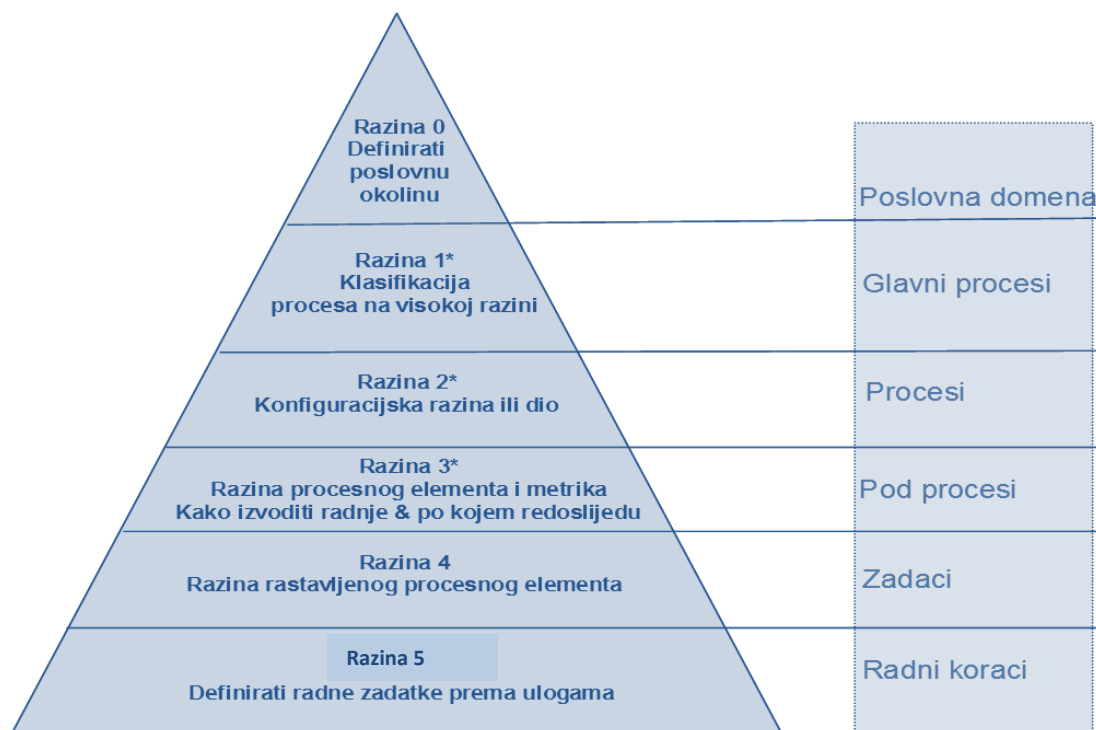 Razina 0
Definirati
poslovnu
okolinu
Poslovna domena
Razina 1*
Klasifikacija
procesa na visokoj razini
Glavni procesi
Razina 2*
Konfiguracijska razina ili dio
Procesi
Razina 3*
Razina procesnog elementa i metrika
Kako izvoditi radnje & po kojem redoslijedu
Pod procesi
Razina 4
Razina rastavljenog procesnog elementa
Zadaci
Razina 5
Definirati radne zadatke prema ulogama
Radni koraci